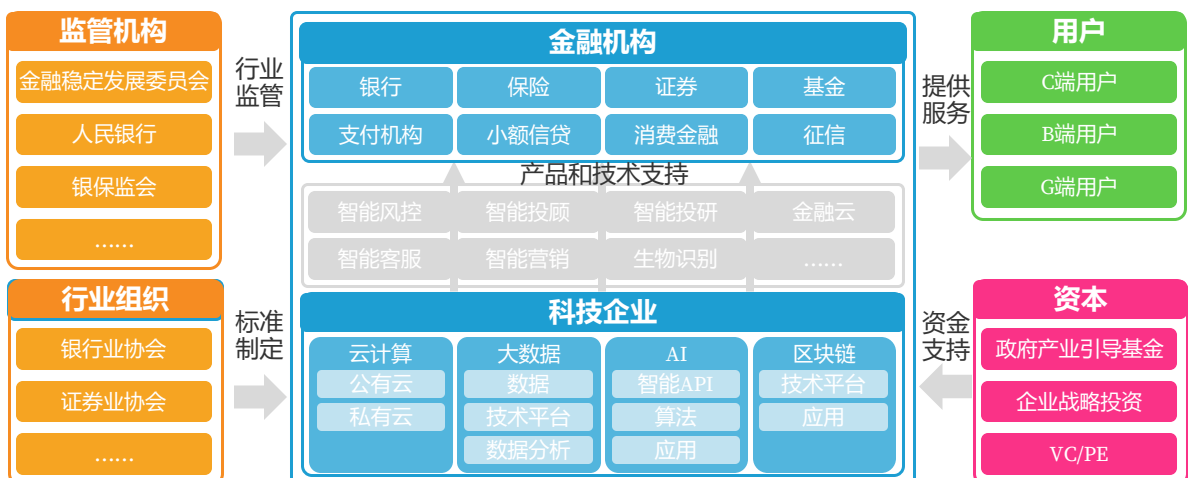 监管机构
金融稳定发展委员会
人民银行
银保监会
……
行业组织
银行业协会
证券业协会
……
行业
监管
标准
制定
金融机构
银行
保险
证券
基金
支付机构
小额信贷
消费金融
征信
产品和技术支持
智能风控
智能投顾
智能投研
金融云
智能客服
智能营销
生物识别
……
科技企业
云计算
公有云
私有云
大数据
数据
技术平台
数据分析
AI
智能API
算法
应用
区块链
技术平台
应用
提供
服务
资金
支持
用户
C端用户
B端用户
G端用户
资本
政府产业引导基金
企业战略投资
VC/PE